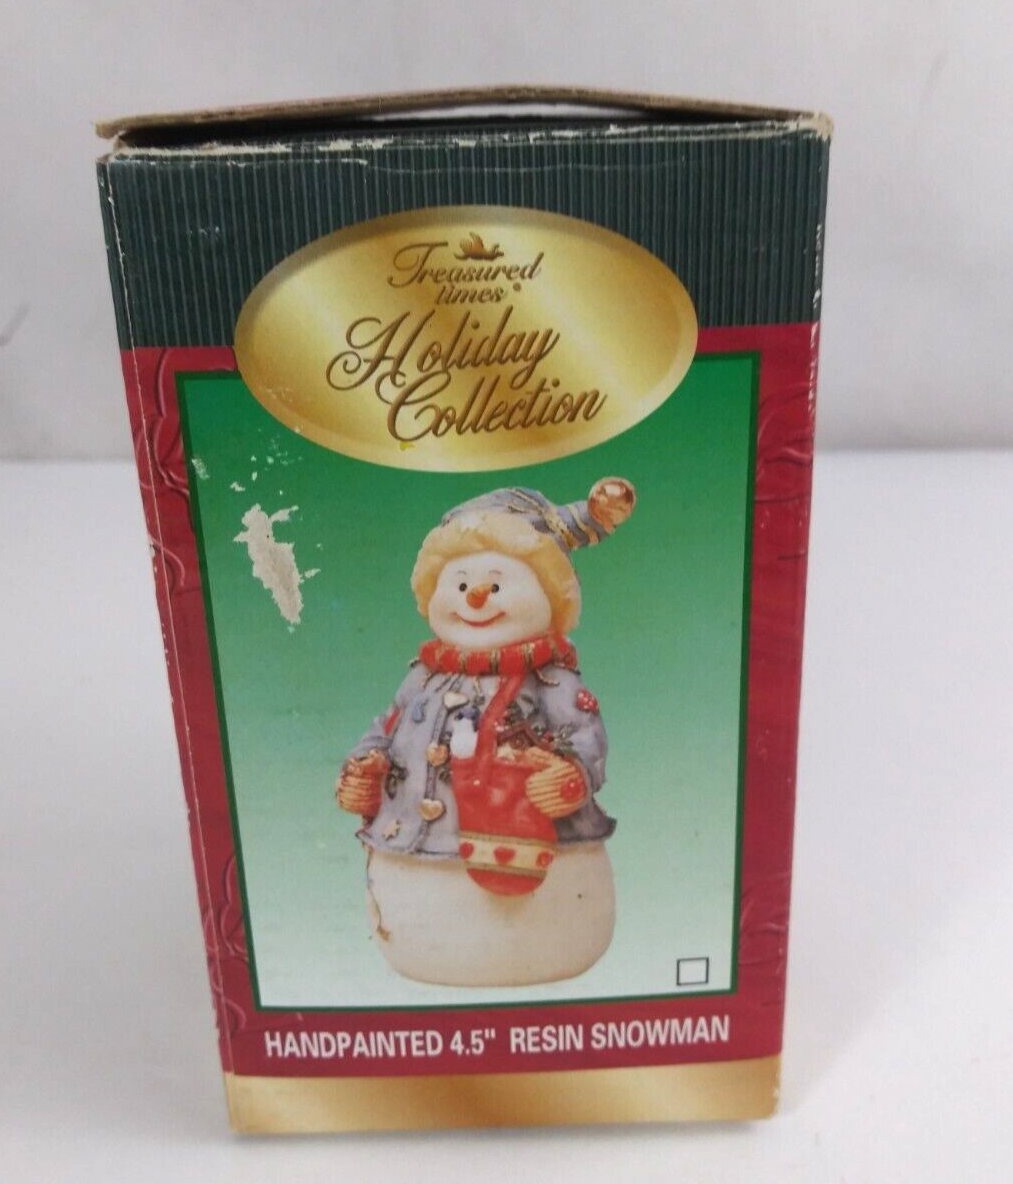 Treasured
times®
Holiday
Collection
HANDPAINTED 4.5" RESIN SNOWMAN